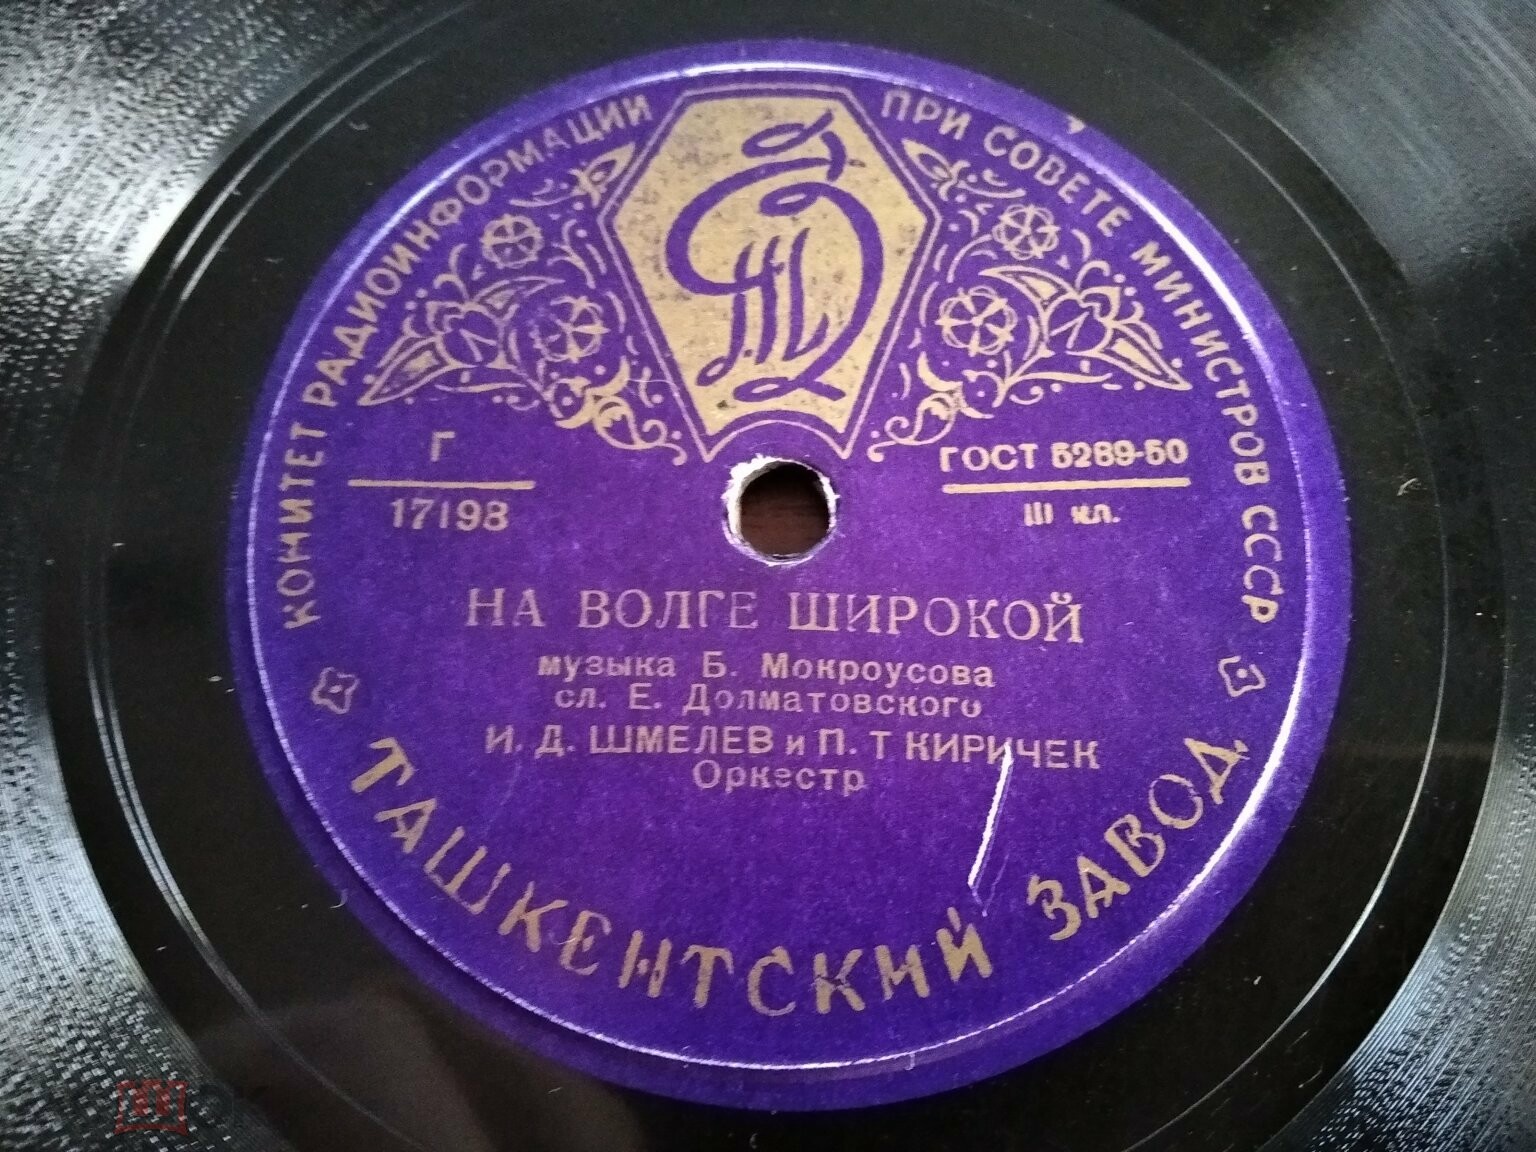 КОМИТЕТ РАДИОИНФОРМАЦИИ ПРИ СОВЕТЕ МИНИСТРОВ СССР
Г
17198
ГОСТ 5289-50
III кл.
НА ВОЛГЕ ШИРОКОЙ
музыка Б. Мокроусова
сл. Е. Долматовского
И. Д. ШМЕЛЕВ и П. Т КИРИЧЕК
Оркестр
ТАШКЕНТСКИЙ ЗАВОД